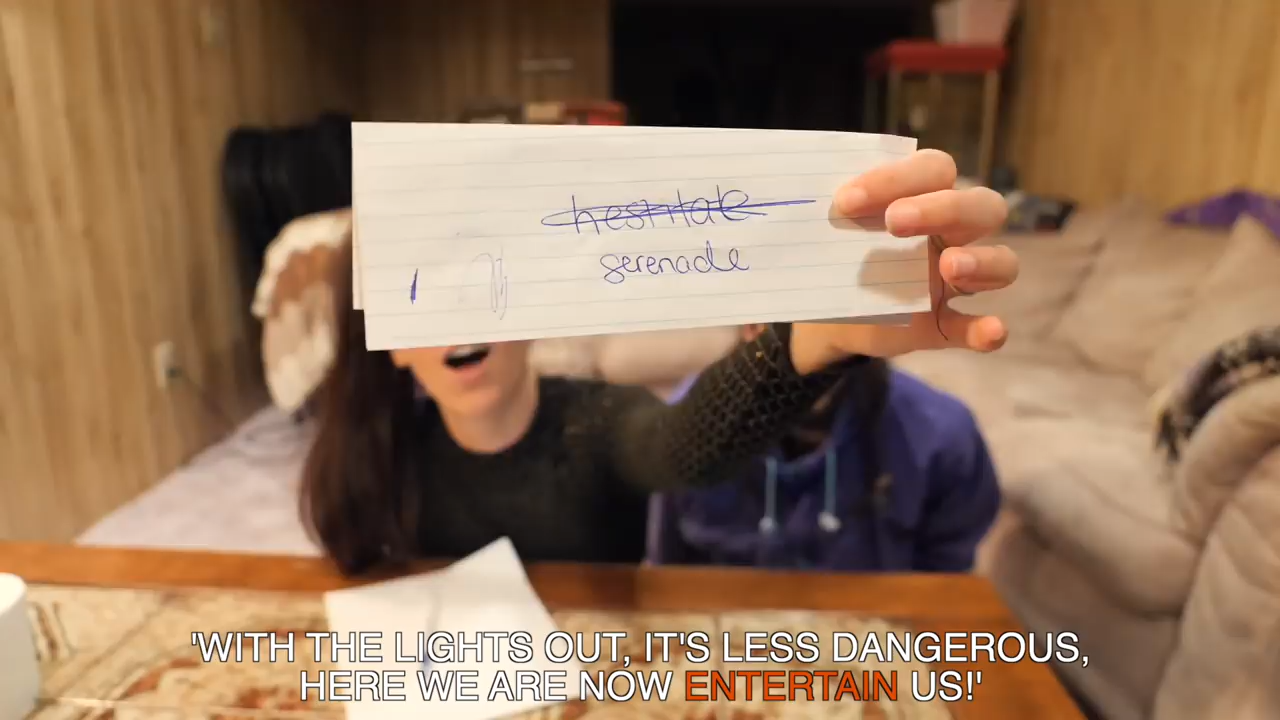 hesitate
serenade
'WITH THE LIGHTS OUT, IT'S LESS DANGEROUS,
HERE WE ARE NOW ENTERTAIN US!'